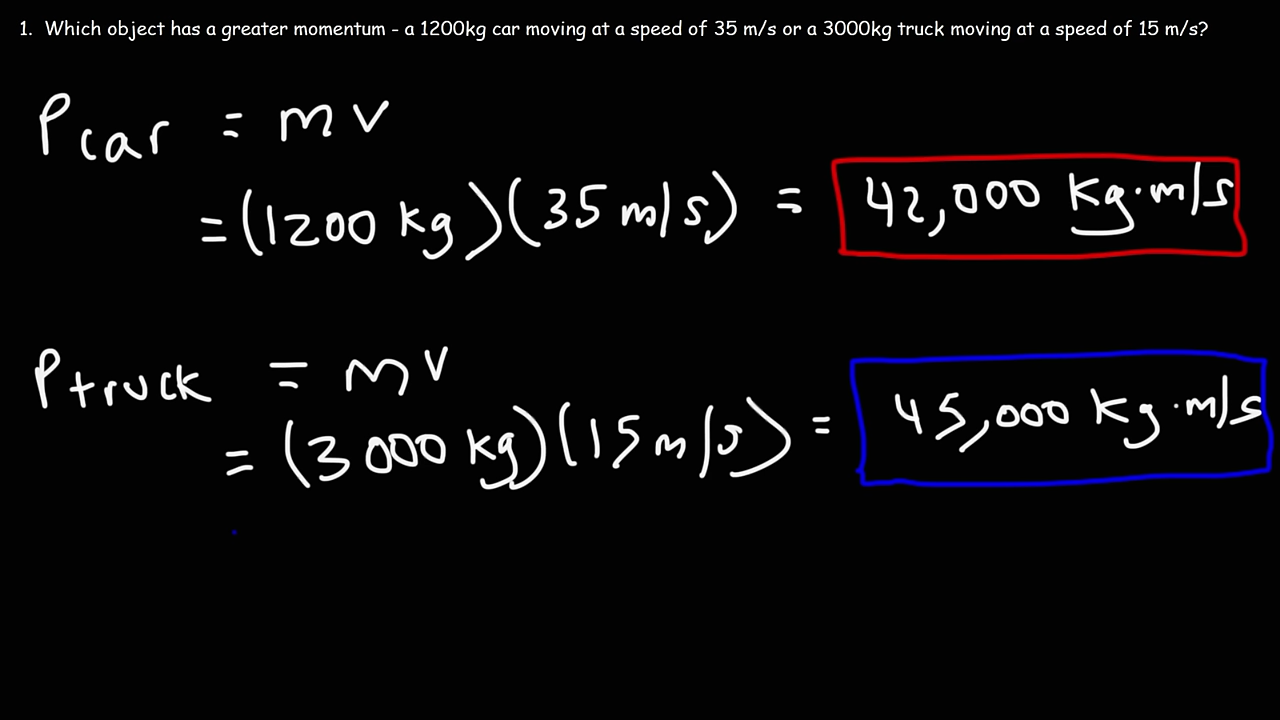 1. Which object has a greater momentum - a 1200kg car moving at a speed of 35 m/s or a 3000kg truck moving at a speed of 15 m/s?
Pcar = mv
= (1200 kg)(35 m/s) = 42,000 kg·m/s
Ptruck = mv
= (3000 kg)(15 m/s) = 45,000 kg·m/s